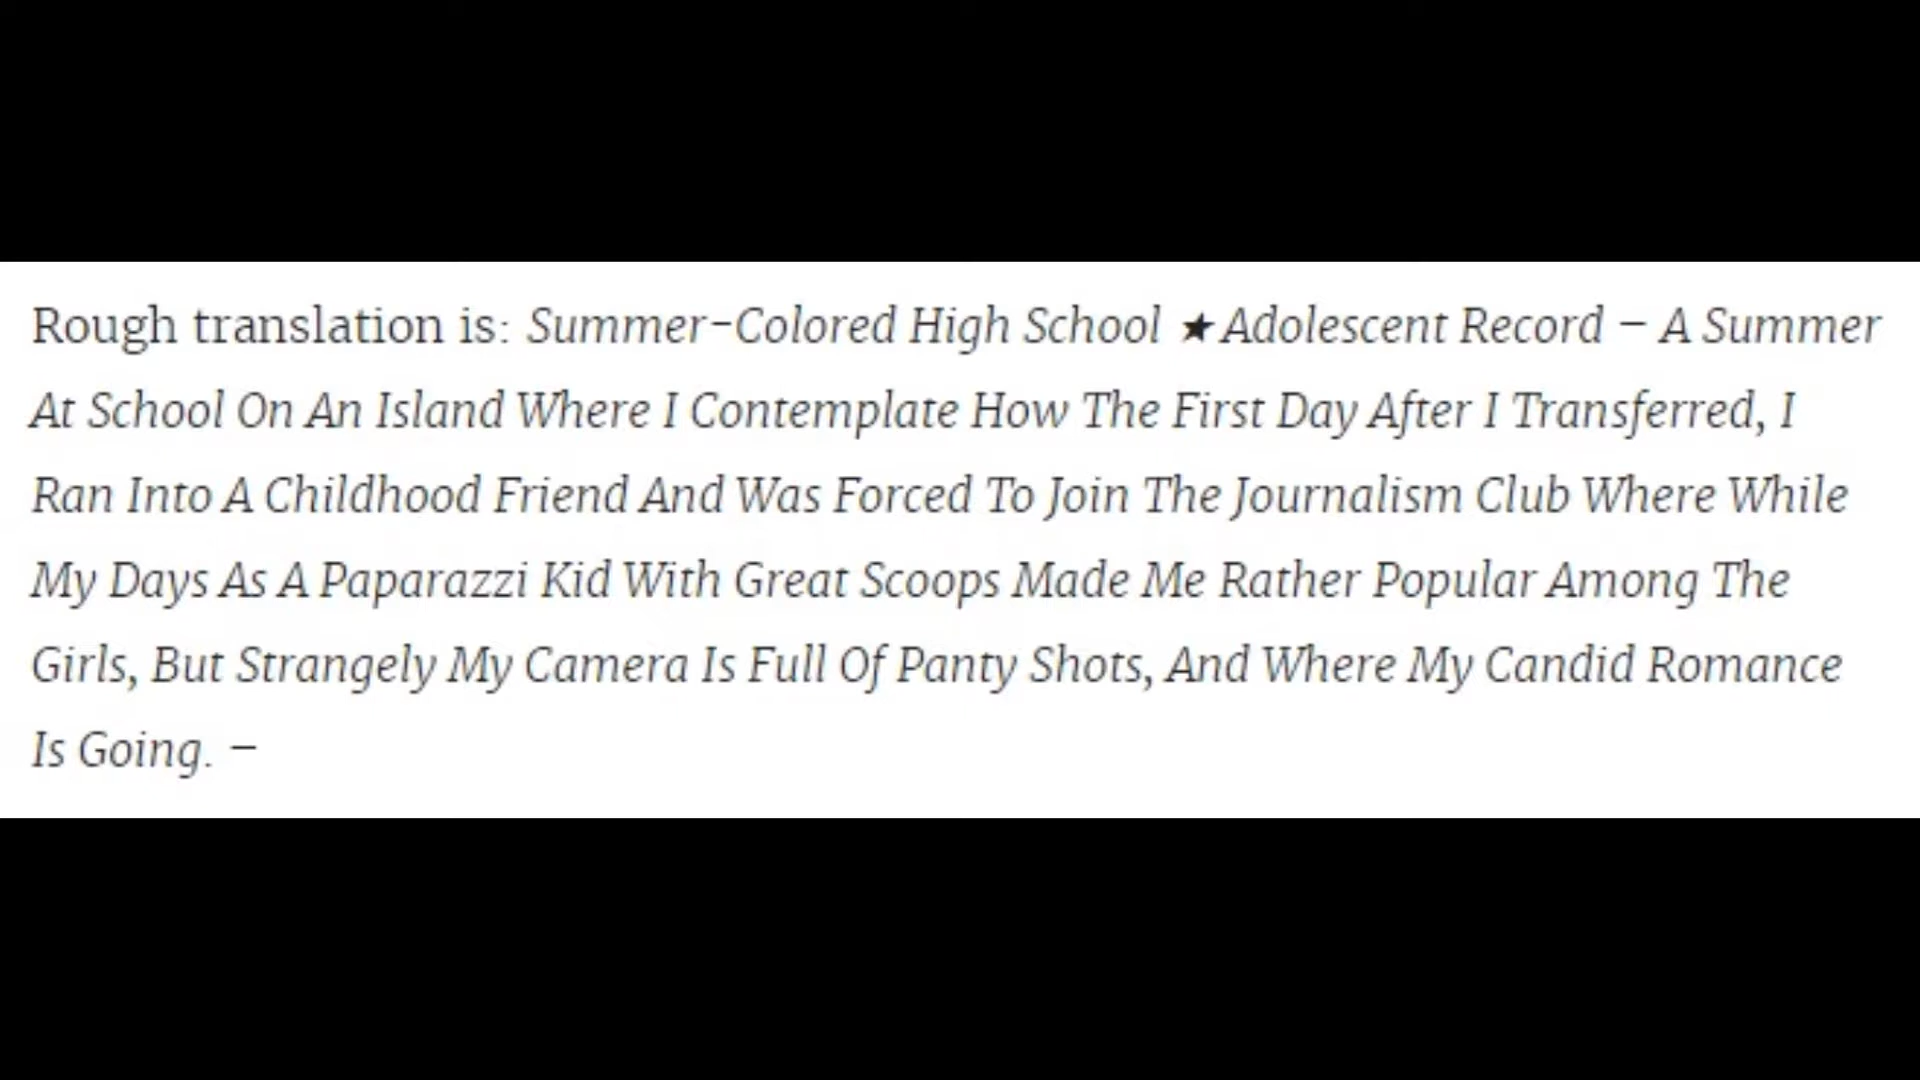 Rough translation is: Summer-Colored High School ★Adolescent Record – A Summer
At School On An Island Where I Contemplate How The First Day After I Transferred, I
Ran Into A Childhood Friend And Was Forced To Join The Journalism Club Where While
My Days As A Paparazzi Kid With Great Scoops Made Me Rather Popular Among The
Girls, But Strangely My Camera Is Full Of Panty Shots, And Where My Candid Romance
Is Going. –